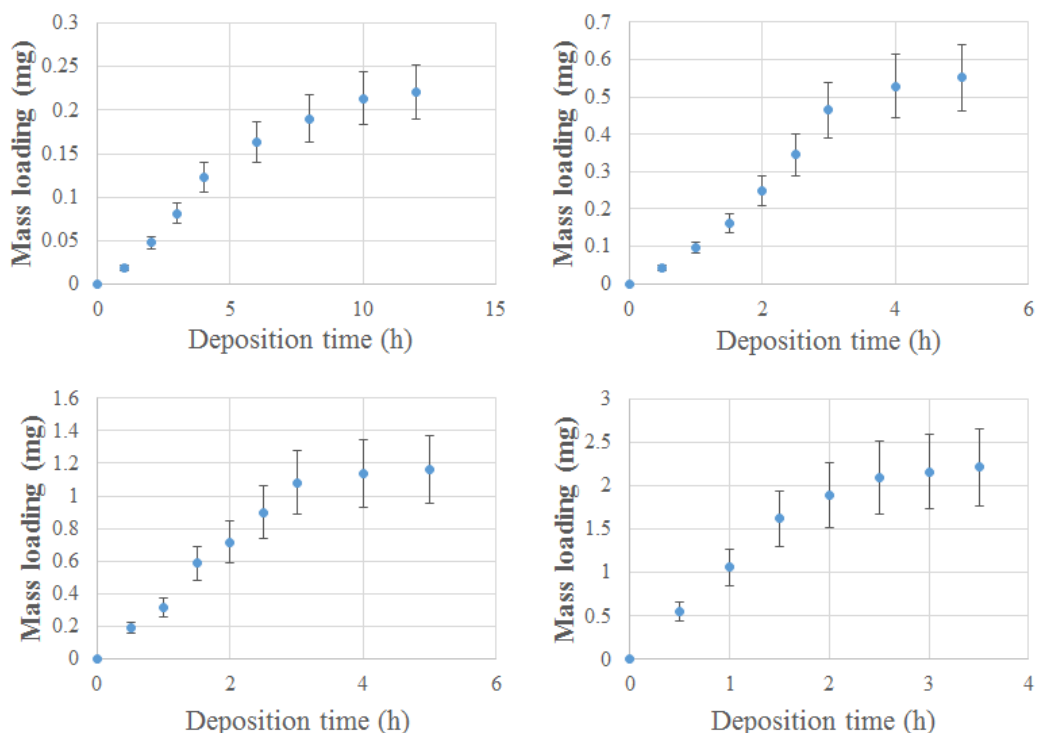 Mass loading (mg)
0.3
0.25
0.2
0.15
0.1
0.05
0
0 5 10 15
Deposition time (h)
Mass loading (mg)
0.7
0.6
0.5
0.4
0.3
0.2
0.1
0
0 2 4 6
Deposition time (h)
Mass loading (mg)
1.6
1.4
1.2
1
0.8
0.6
0.4
0.2
0
0 2 4 6
Deposition time (h)
Mass loading (mg)
3
2.5
2
1.5
1
0.5
0
0 1 2 3 4
Deposition time (h)